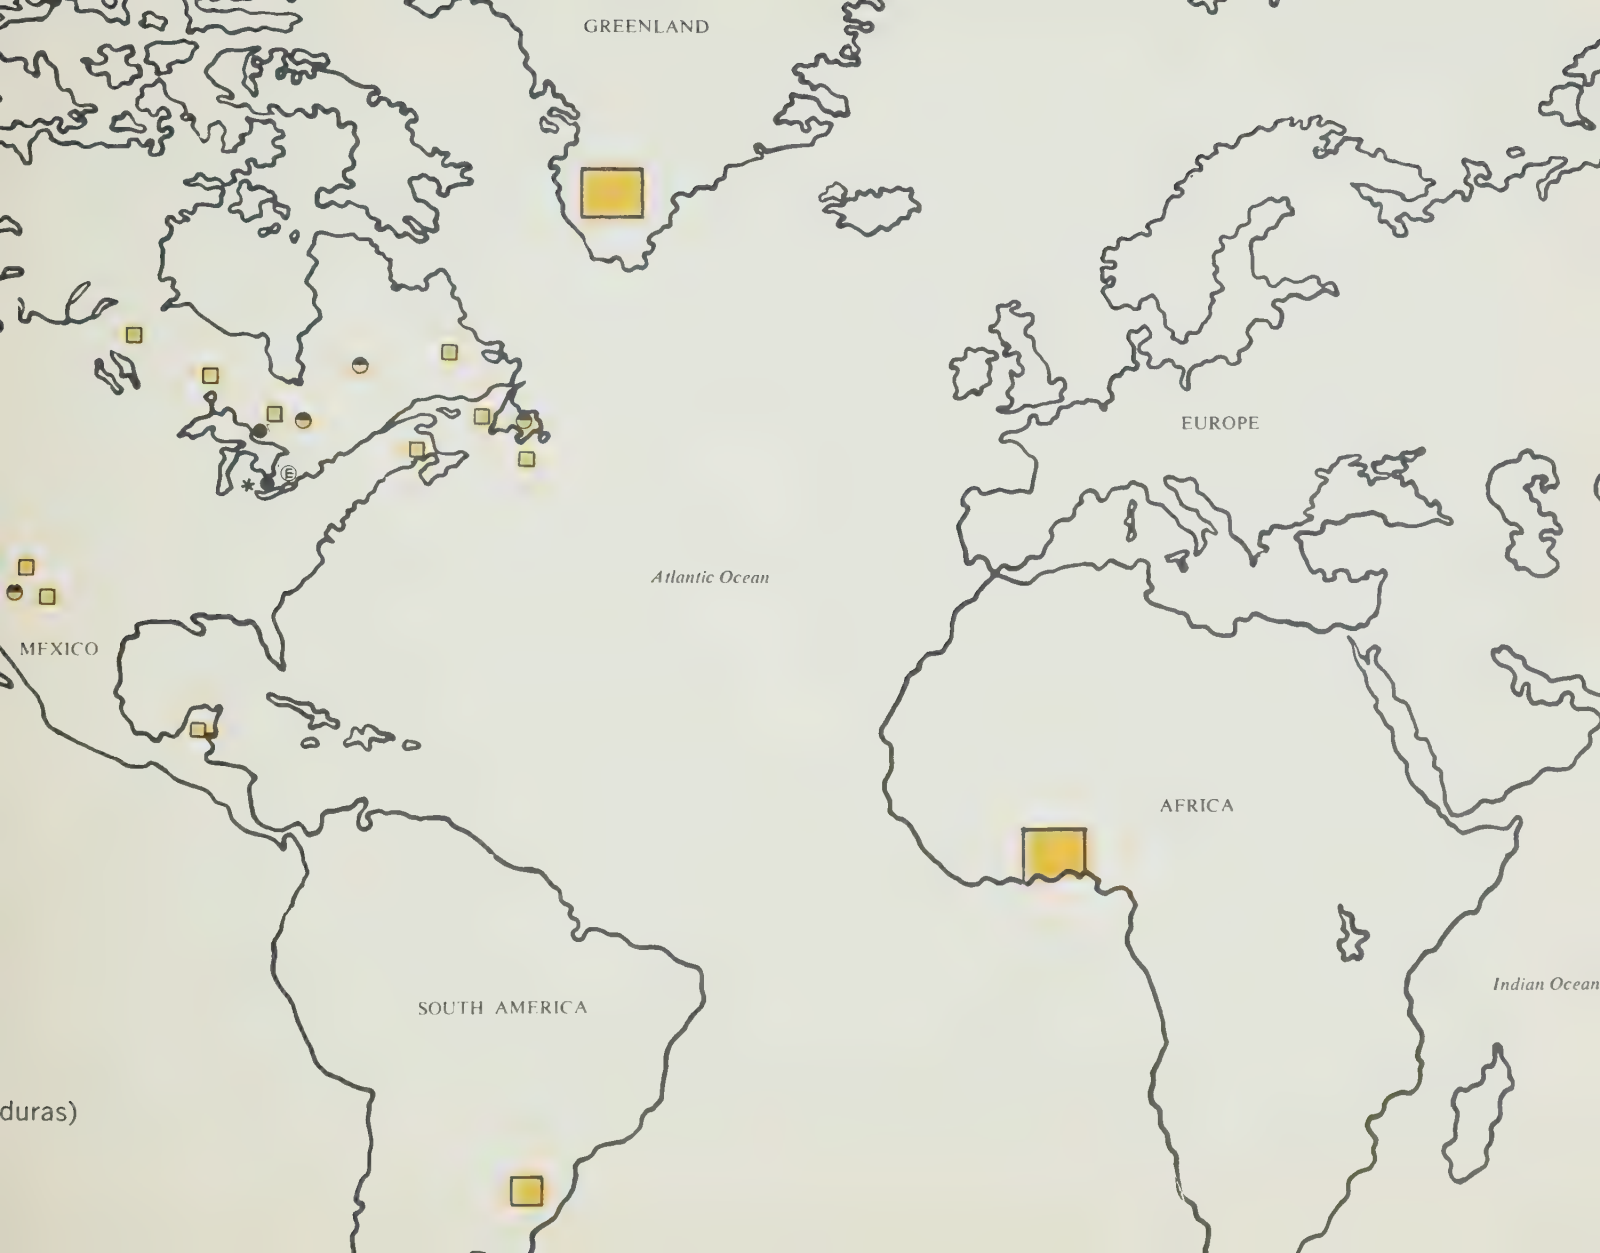 GREENLAND
EUROPE
Atlantic Ocean
MEXICO
AFRICA
Indian Ocean
SOUTH AMERICA
duras)